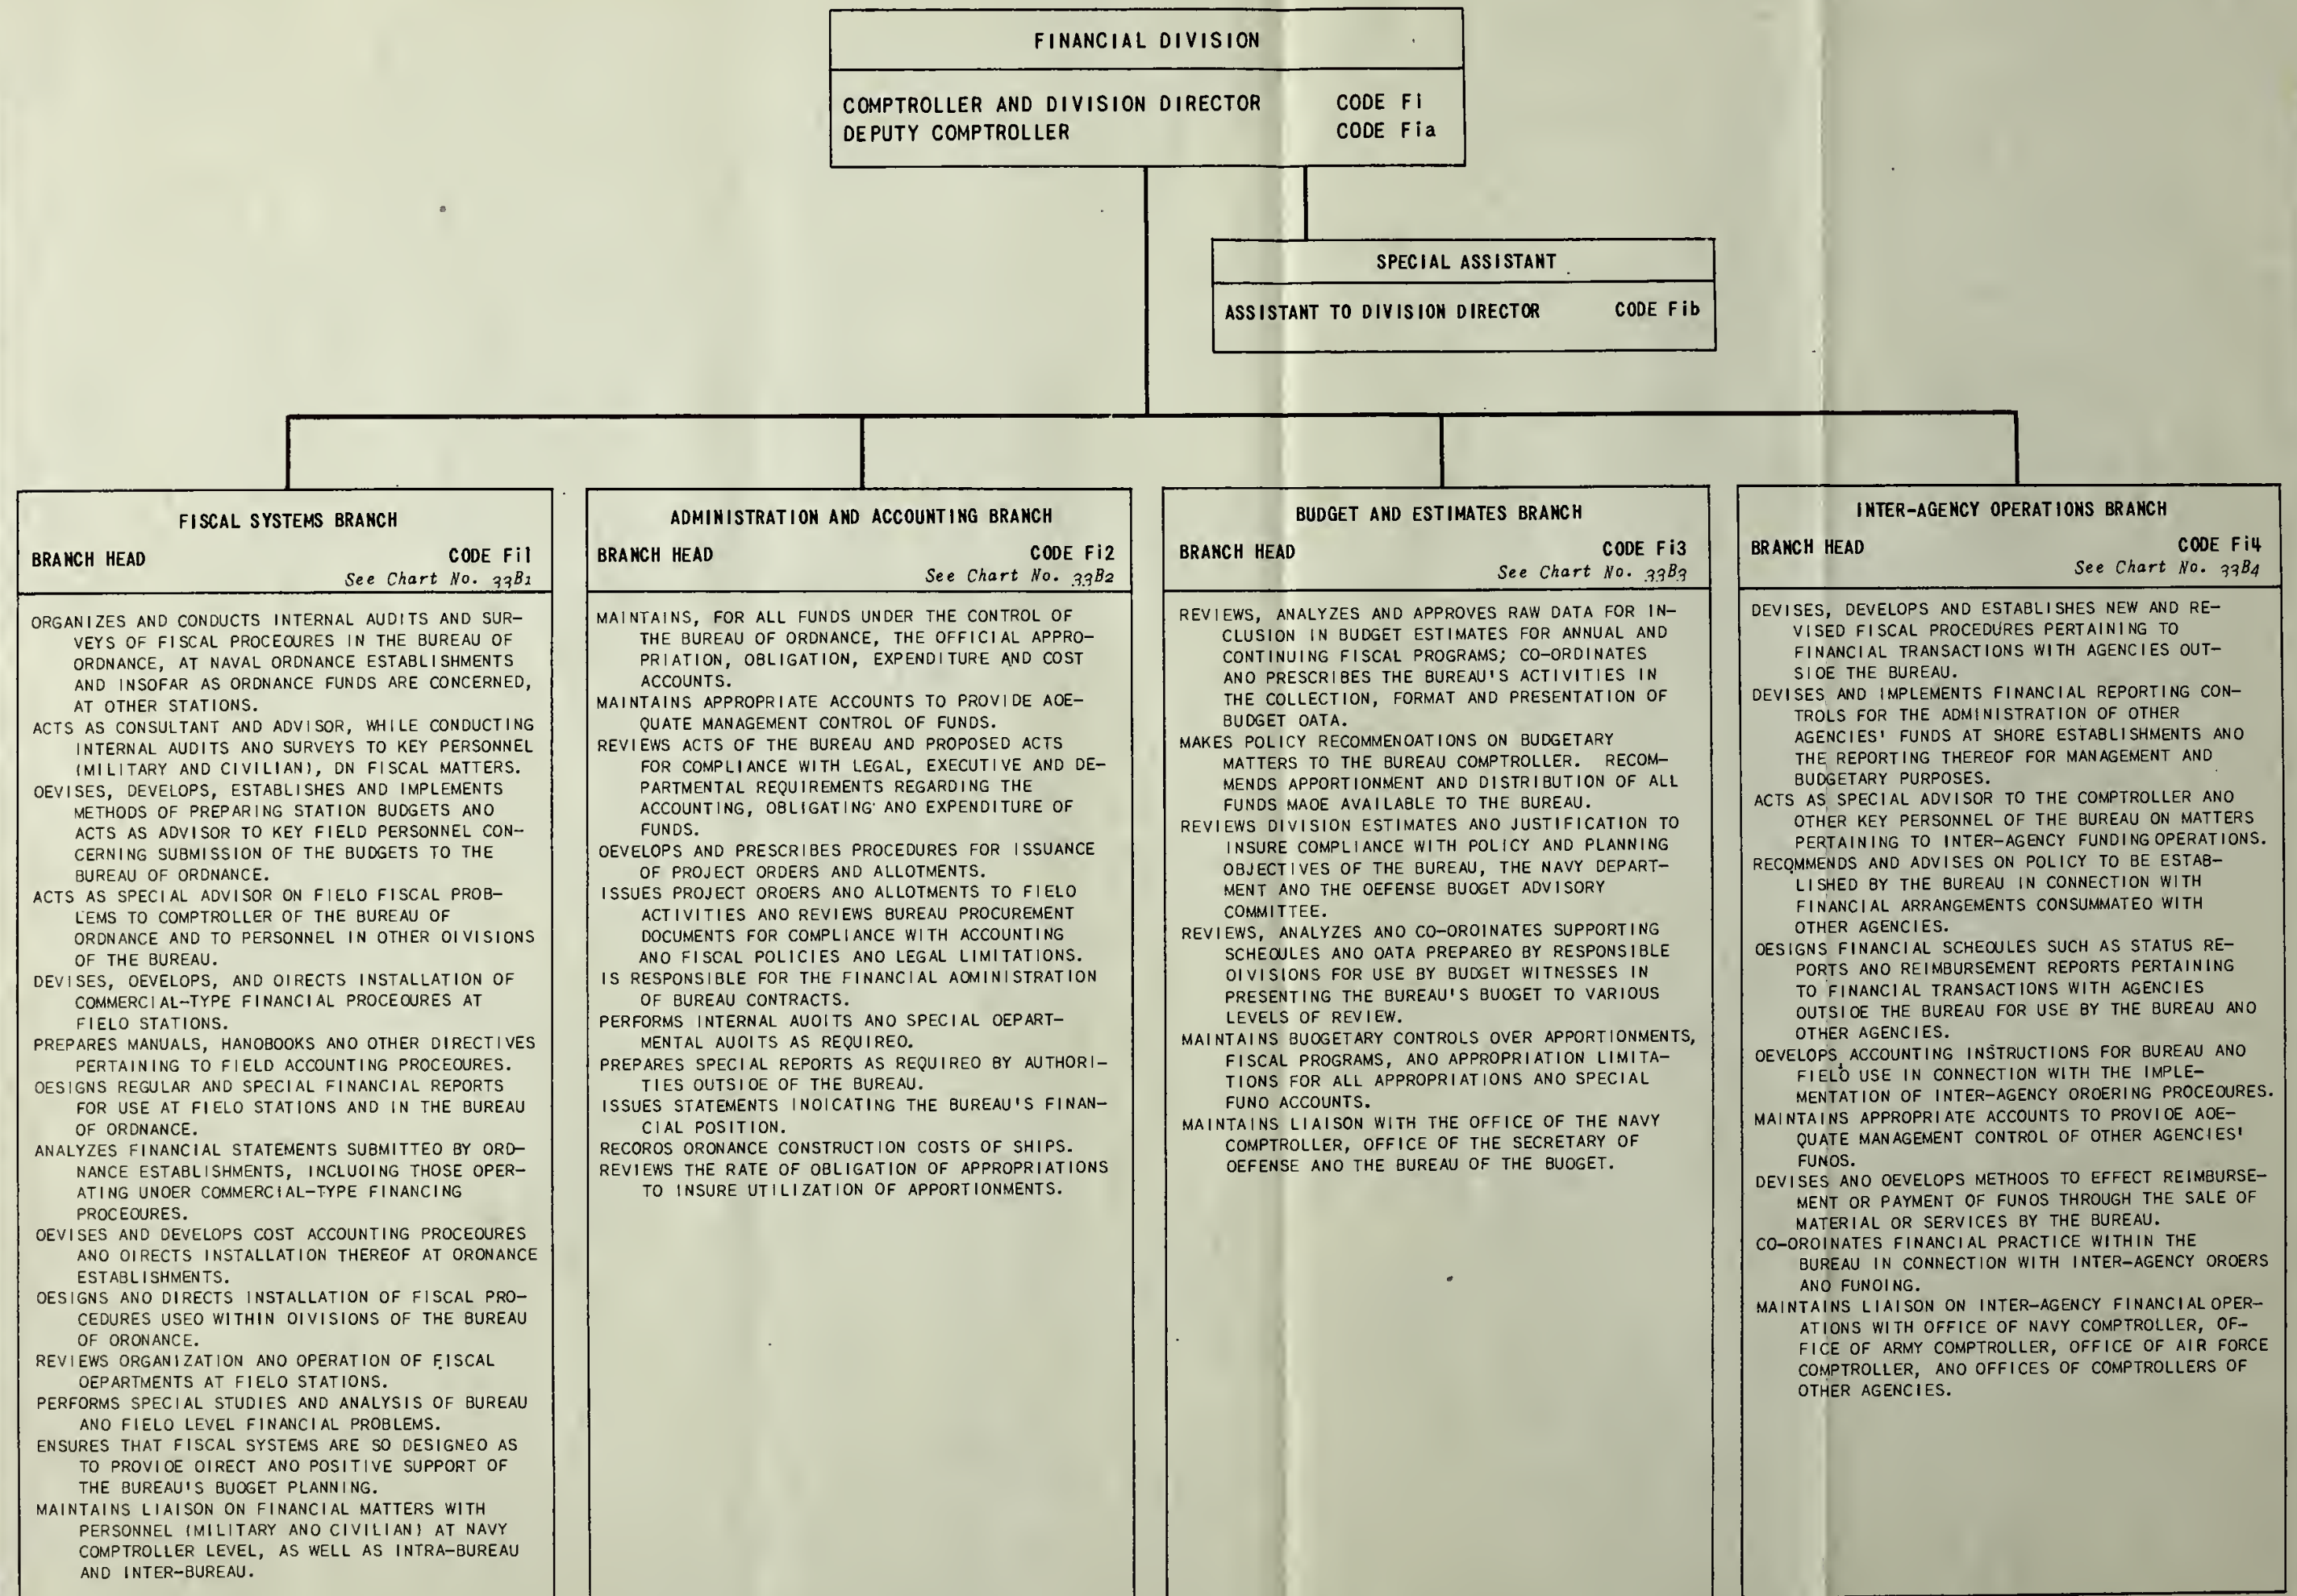 FINANCIAL DIVISION
COMPTROLLER AND DIVISION DIRECTOR CODE Fi
DEPUTY COMPTROLLER CODE Fia
SPECIAL ASSISTANT
ASSISTANT TO DIVISION DIRECTOR CODE Fib
FISCAL SYSTEMS BRANCH
BRANCH HEAD CODE Fi1
See Chart No. 33B1
ORGANIZES AND CONDUCTS INTERNAL AUDITS AND SUR-
VEYS OF FISCAL PROCEDURES IN THE BUREAU OF
ORDNANCE, AT NAVAL ORDNANCE ESTABLISHMENTS
AND INSOFAR AS ORDNANCE FUNDS ARE CONCERNED,
AT OTHER STATIONS.
ACTS AS CONSULTANT AND ADVISOR, WHILE CONDUCTING
INTERNAL AUDITS AND SURVEYS TO KEY PERSONNEL
(MILITARY AND CIVILIAN), ON FISCAL MATTERS.
DEVISES, DEVELOPS, ESTABLISHES AND IMPLEMENTS
METHODS OF PREPARING STATION BUDGETS AND
ACTS AS ADVISOR TO KEY FIELD PERSONNEL CON-
CERNING SUBMISSION OF THE BUDGETS TO THE
BUREAU OF ORDNANCE.
ACTS AS SPECIAL ADVISOR ON FIELD FISCAL PROB-
LEMS TO COMPTROLLER OF THE BUREAU OF
ORDNANCE AND TO PERSONNEL IN OTHER DIVISIONS
OF THE BUREAU.
DEVISES, DEVELOPS, AND DIRECTS INSTALLATION OF
COMMERCIAL-TYPE FINANCIAL PROCEDURES AT
FIELD STATIONS.
PREPARES MANUALS, HANDBOOKS AND OTHER DIRECTIVES
PERTAINING TO FIELD ACCOUNTING PROCEDURES.
DESIGNS REGULAR AND SPECIAL FINANCIAL REPORTS
FOR USE AT FIELD STATIONS AND IN THE BUREAU
OF ORDNANCE.
ANALYZES FINANCIAL STATEMENTS SUBMITTED BY ORD-
NANCE ESTABLISHMENTS, INCLUDING THOSE OPER-
ATING UNDER COMMERCIAL-TYPE FINANCING
PROCEDURES.
DEVISES AND DEVELOPS COST ACCOUNTING PROCEDURES
AND DIRECTS INSTALLATION THEREOF AT ORDNANCE
ESTABLISHMENTS.
DESIGNS AND DIRECTS INSTALLATION OF FISCAL PRO-
CEDURES USED WITHIN DIVISIONS OF THE BUREAU
OF ORDNANCE.
REVIEWS ORGANIZATION AND OPERATION OF FISCAL
DEPARTMENTS AT FIELD STATIONS.
PERFORMS SPECIAL STUDIES AND ANALYSIS OF BUREAU
AND FIELD LEVEL FINANCIAL PROBLEMS.
ENSURES THAT FISCAL SYSTEMS ARE SO DESIGNED AS
TO PROVIDE DIRECT AND POSITIVE SUPPORT OF
THE BUREAU'S BUDGET PLANNING.
MAINTAINS LIAISON ON FINANCIAL MATTERS WITH
PERSONNEL (MILITARY AND CIVILIAN) AT NAVY
COMPTROLLER LEVEL, AS WELL AS INTRA-BUREAU
AND INTER-BUREAU.
ADMINISTRATION AND ACCOUNTING BRANCH
BRANCH HEAD CODE Fi2
See Chart No. 33B2
MAINTAINS, FOR ALL FUNDS UNDER THE CONTROL OF
THE BUREAU OF ORDNANCE, THE OFFICIAL APPRO-
PRIATION, OBLIGATION, EXPENDITURE AND COST
ACCOUNTS.
MAINTAINS APPROPRIATE ACCOUNTS TO PROVIDE ADE-
QUATE MANAGEMENT CONTROL OF FUNDS.
REVIEWS ACTS OF THE BUREAU AND PROPOSED ACTS
FOR COMPLIANCE WITH LEGAL, EXECUTIVE AND DE-
PARTMENTAL REQUIREMENTS REGARDING THE
ACCOUNTING, OBLIGATING AND EXPENDITURE OF
FUNDS.
DEVELOPS AND PRESCRIBES PROCEDURES FOR ISSUANCE
OF PROJECT ORDERS AND ALLOTMENTS.
ISSUES PROJECT ORDERS AND ALLOTMENTS TO FIELD
ACTIVITIES AND REVIEWS BUREAU PROCUREMENT
DOCUMENTS FOR COMPLIANCE WITH ACCOUNTING
AND FISCAL POLICIES AND LEGAL LIMITATIONS.
IS RESPONSIBLE FOR THE FINANCIAL ADMINISTRATION
OF BUREAU CONTRACTS.
PERFORMS INTERNAL AUDITS AND SPECIAL DEPART-
MENTAL AUDITS AS REQUIRED.
PREPARES SPECIAL REPORTS AS REQUIRED BY AUTHORI-
TIES OUTSIDE OF THE BUREAU.
ISSUES STATEMENTS INDICATING THE BUREAU'S FINAN-
CIAL POSITION.
RECORDS ORDNANCE CONSTRUCTION COSTS OF SHIPS.
REVIEWS THE RATE OF OBLIGATION OF APPROPRIATIONS
TO INSURE UTILIZATION OF APPORTIONMENTS.
BUDGET AND ESTIMATES BRANCH
BRANCH HEAD CODE Fi3
See Chart No. 33B3
REVIEWS, ANALYZES AND APPROVES RAW DATA FOR IN-
CLUSION IN BUDGET ESTIMATES FOR ANNUAL AND
CONTINUING FISCAL PROGRAMS; CO-ORDINATES
AND PRESCRIBES THE BUREAU'S ACTIVITIES IN
THE COLLECTION, FORMAT AND PRESENTATION OF
BUDGET DATA.
MAKES POLICY RECOMMENDATIONS ON BUDGETARY
MATTERS TO THE BUREAU COMPTROLLER. RECOM-
MENDS APPORTIONMENT AND DISTRIBUTION OF ALL
FUNDS MADE AVAILABLE TO THE BUREAU.
REVIEWS DIVISION ESTIMATES AND JUSTIFICATION TO
INSURE COMPLIANCE WITH POLICY AND PLANNING
OBJECTIVES OF THE BUREAU, THE NAVY DEPART-
MENT AND THE DEFENSE BUDGET ADVISORY
COMMITTEE.
REVIEWS, ANALYZES AND CO-ORDINATES SUPPORTING
SCHEDULES AND DATA PREPARED BY RESPONSIBLE
DIVISIONS FOR USE BY BUDGET WITNESSES IN
PRESENTING THE BUREAU'S BUDGET TO VARIOUS
LEVELS OF REVIEW.
MAINTAINS BUDGETARY CONTROLS OVER APPORTIONMENTS,
FISCAL PROGRAMS, AND APPROPRIATION LIMITA-
TIONS FOR ALL APPROPRIATIONS AND SPECIAL
FUND ACCOUNTS.
MAINTAINS LIAISON WITH THE OFFICE OF THE NAVY
COMPTROLLER, OFFICE OF THE SECRETARY OF
DEFENSE AND THE BUREAU OF THE BUDGET.
INTER-AGENCY OPERATIONS BRANCH
BRANCH HEAD CODE Fi4
See Chart No. 33B4
DEVISES, DEVELOPS AND ESTABLISHES NEW AND RE-
VISED FISCAL PROCEDURES PERTAINING TO
FINANCIAL TRANSACTIONS WITH AGENCIES OUT-
SIDE THE BUREAU.
DEVISES AND IMPLEMENTS FINANCIAL REPORTING CON-
TROLS FOR THE ADMINISTRATION OF OTHER
AGENCIES' FUNDS AT SHORE ESTABLISHMENTS AND
THE REPORTING THEREOF FOR MANAGEMENT AND
BUDGETARY PURPOSES.
ACTS AS SPECIAL ADVISOR TO THE COMPTROLLER AND
OTHER KEY PERSONNEL OF THE BUREAU ON MATTERS
PERTAINING TO INTER-AGENCY FUNDING OPERATIONS.
RECOMMENDS AND ADVISES ON POLICY TO BE ESTAB-
LISHED BY THE BUREAU IN CONNECTION WITH
FINANCIAL ARRANGEMENTS CONSUMMATED WITH
OTHER AGENCIES.
DESIGNS FINANCIAL SCHEDULES SUCH AS STATUS RE-
PORTS AND REIMBURSEMENT REPORTS PERTAINING
TO FINANCIAL TRANSACTIONS WITH AGENCIES
OUTSIDE THE BUREAU FOR USE BY THE BUREAU AND
OTHER AGENCIES.
DEVELOPS ACCOUNTING INSTRUCTIONS FOR BUREAU AND
FIELD USE IN CONNECTION WITH THE IMPLE-
MENTATION OF INTER-AGENCY ORDERING PROCEDURES.
MAINTAINS APPROPRIATE ACCOUNTS TO PROVIDE ADE-
QUATE MANAGEMENT CONTROL OF OTHER AGENCIES'
FUNDS.
DEVISES AND DEVELOPS METHODS TO EFFECT REIMBURSE-
MENT OR PAYMENT OF FUNDS THROUGH THE SALE OF
MATERIAL OR SERVICES BY THE BUREAU.
CO-ORDINATES FINANCIAL PRACTICE WITHIN THE
BUREAU IN CONNECTION WITH INTER-AGENCY ORDERS
AND FUNDING.
MAINTAINS LIAISON ON INTER-AGENCY FINANCIAL OPER-
ATIONS WITH OFFICE OF NAVY COMPTROLLER, OF-
FICE OF ARMY COMPTROLLER, OFFICE OF AIR FORCE
COMPTROLLER, AND OFFICES OF COMPTROLLERS OF
OTHER AGENCIES.